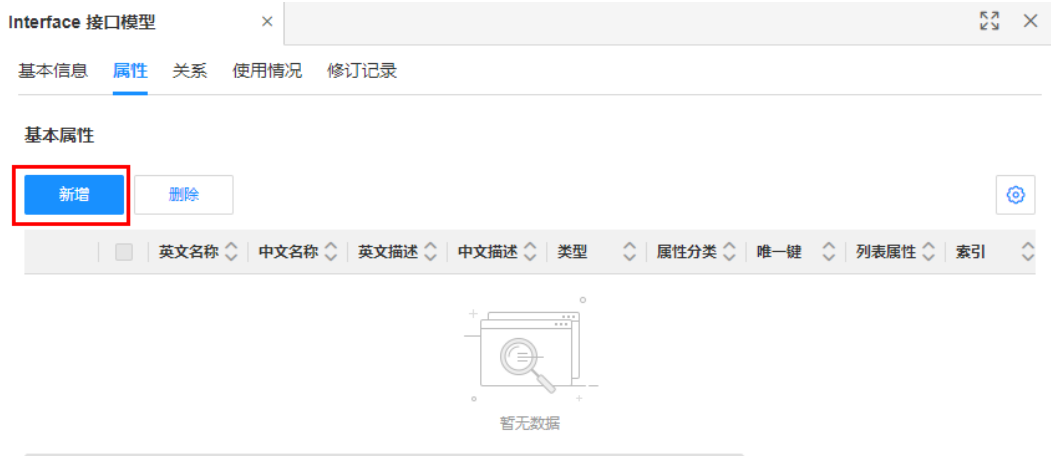 Interface 接口模型
基本信息 属性 关系 使用情况 修订记录
基本属性
新增 删除
英文名称 中文名称 英文描述 中文描述 类型 属性分类 唯一键 列表属性 索引
暂无数据